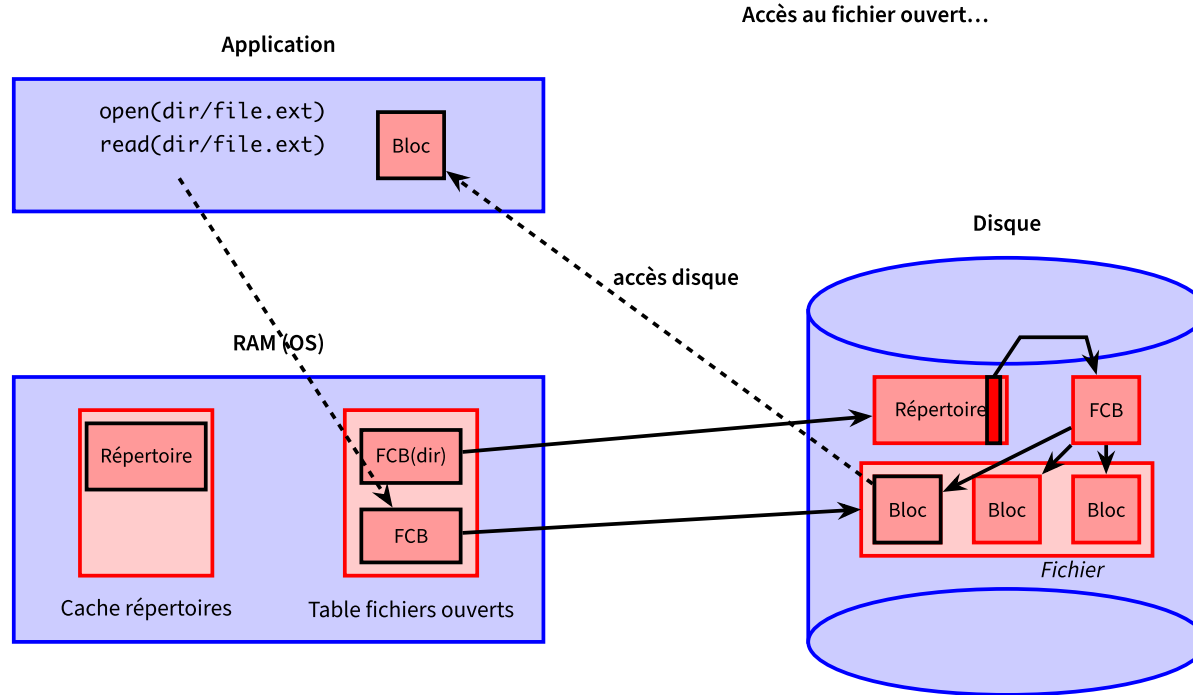 Accès au fichier ouvert…
Application
open(dir/file.ext)
read(dir/file.ext)
Bloc
Disque
accès disque
RAM (OS)
Répertoire
FCB(dir)
FCB
Cache répertoires
Table fichiers ouverts
Répertoire
FCB
Bloc
Bloc
Bloc
Fichier